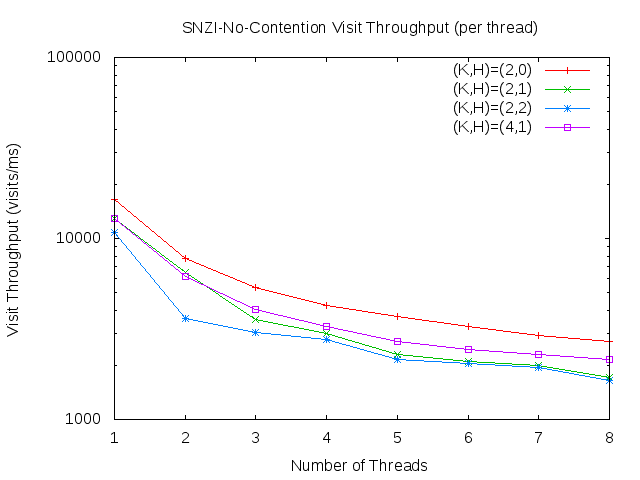 SNZI-No-Contention Visit Throughput (per thread)
100000
(K,H)=(2,0)
(K,H)=(2,1)
(K,H)=(2,2)
(K,H)=(4,1)
Visit Throughput (visits/ms)
10000
1000
1 2 3 4 5 6 7 8
Number of Threads